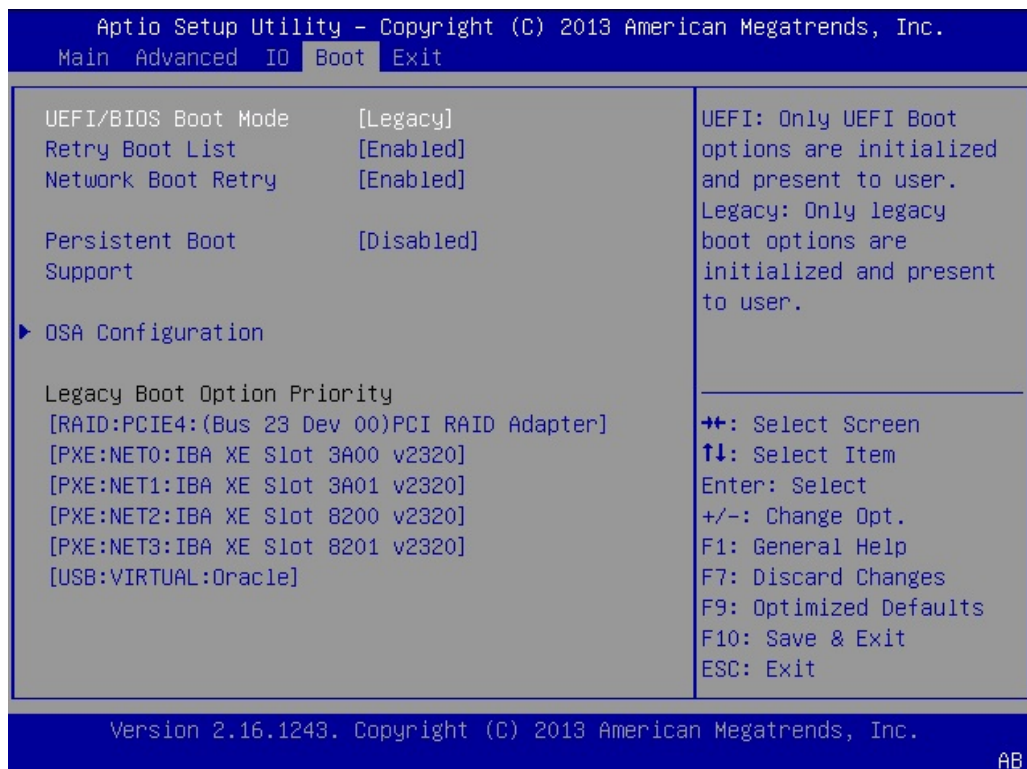 Aptio Setup Utility – Copyright (C) 2013 American Megatrends, Inc.
Main Advanced IO Boot Exit
UEFI/BIOS Boot Mode [Legacy]
Retry Boot List [Enabled]
Network Boot Retry [Enabled]
Persistent Boot [Disabled]
Support
▶ OSA Configuration
Legacy Boot Option Priority
[RAID:PCIE4:(Bus 23 Dev 00)PCI RAID Adapter]
[PXE:NET0:IBA XE Slot 3A00 v2320]
[PXE:NET1:IBA XE Slot 3A01 v2320]
[PXE:NET2:IBA XE Slot 8200 v2320]
[PXE:NET3:IBA XE Slot 8201 v2320]
[USB:VIRTUAL:Oracle]
UEFI: Only UEFI Boot
options are initialized
and present to user.
Legacy: Only legacy
boot options are
initialized and present
to user.
→←: Select Screen
↑↓: Select Item
Enter: Select
+/-: Change Opt.
F1: General Help
F7: Discard Changes
F9: Optimized Defaults
F10: Save & Exit
ESC: Exit
Version 2.16.1243. Copyright (C) 2013 American Megatrends, Inc.
AB